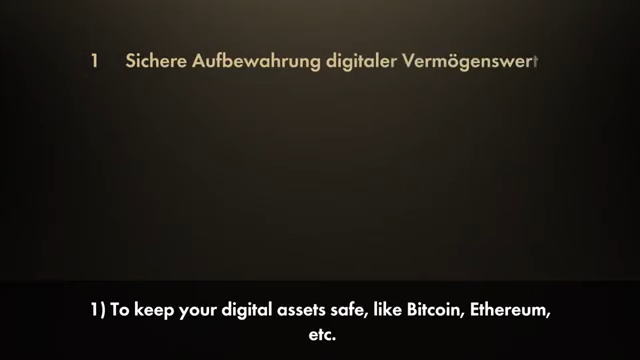 1 Sichere Aufbewahrung digitaler Vermögenswert
1) To keep your digital assets safe, like Bitcoin, Ethereum,
etc.